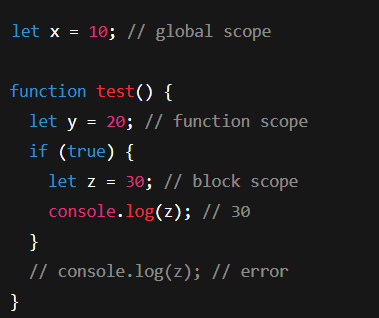 let x = 10; // global scope
function test() {
let y = 20; // function scope
if (true) {
let z = 30; // block scope
console.log(z); // 30
}
// console.log(z); // error
}